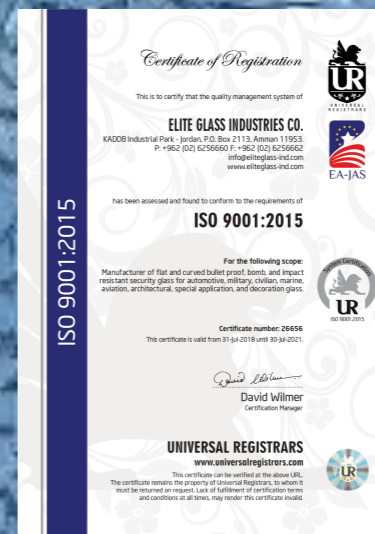 Certificate of Registration
This is to certify that the quality management system of
ELITE GLASS INDUSTRIES CO.
KADDB Industrial Park - Jordan, P.O. Box 2113, Amman 11953.
P: +962 (02) 6256660 F: +962 (02) 6256662
info@eliteglass-ind.com
www.eliteglass-ind.com
has been assessed and found to conform to the requirements of
ISO 9001:2015
For the following scope:
Manufacturer of flat and curved bullet proof, bomb, and impact
resistant security glass for automotive, military, civilian, marine,
aviation, architectural, special application, and decoration glass.
Certificate number: 26656
This certificate is valid from 31-Jul-2018 until 30-Jul-2021.
David Wilmer
Certification Manager
UNIVERSAL REGISTRARS
www.universalregistrars.com
This certificate can be verified at the above URL.
The certificate remains the property of Universal Registrars, to whom it
must be returned on request. Lack of fulfillment of certification terms
and conditions at all times, may render this certificate invalid.
ISO 9001:2015
UR
UNIVERSAL
REGISTRARS
EA-JAS
System Certification
UR
ISO 9001:2015
UR